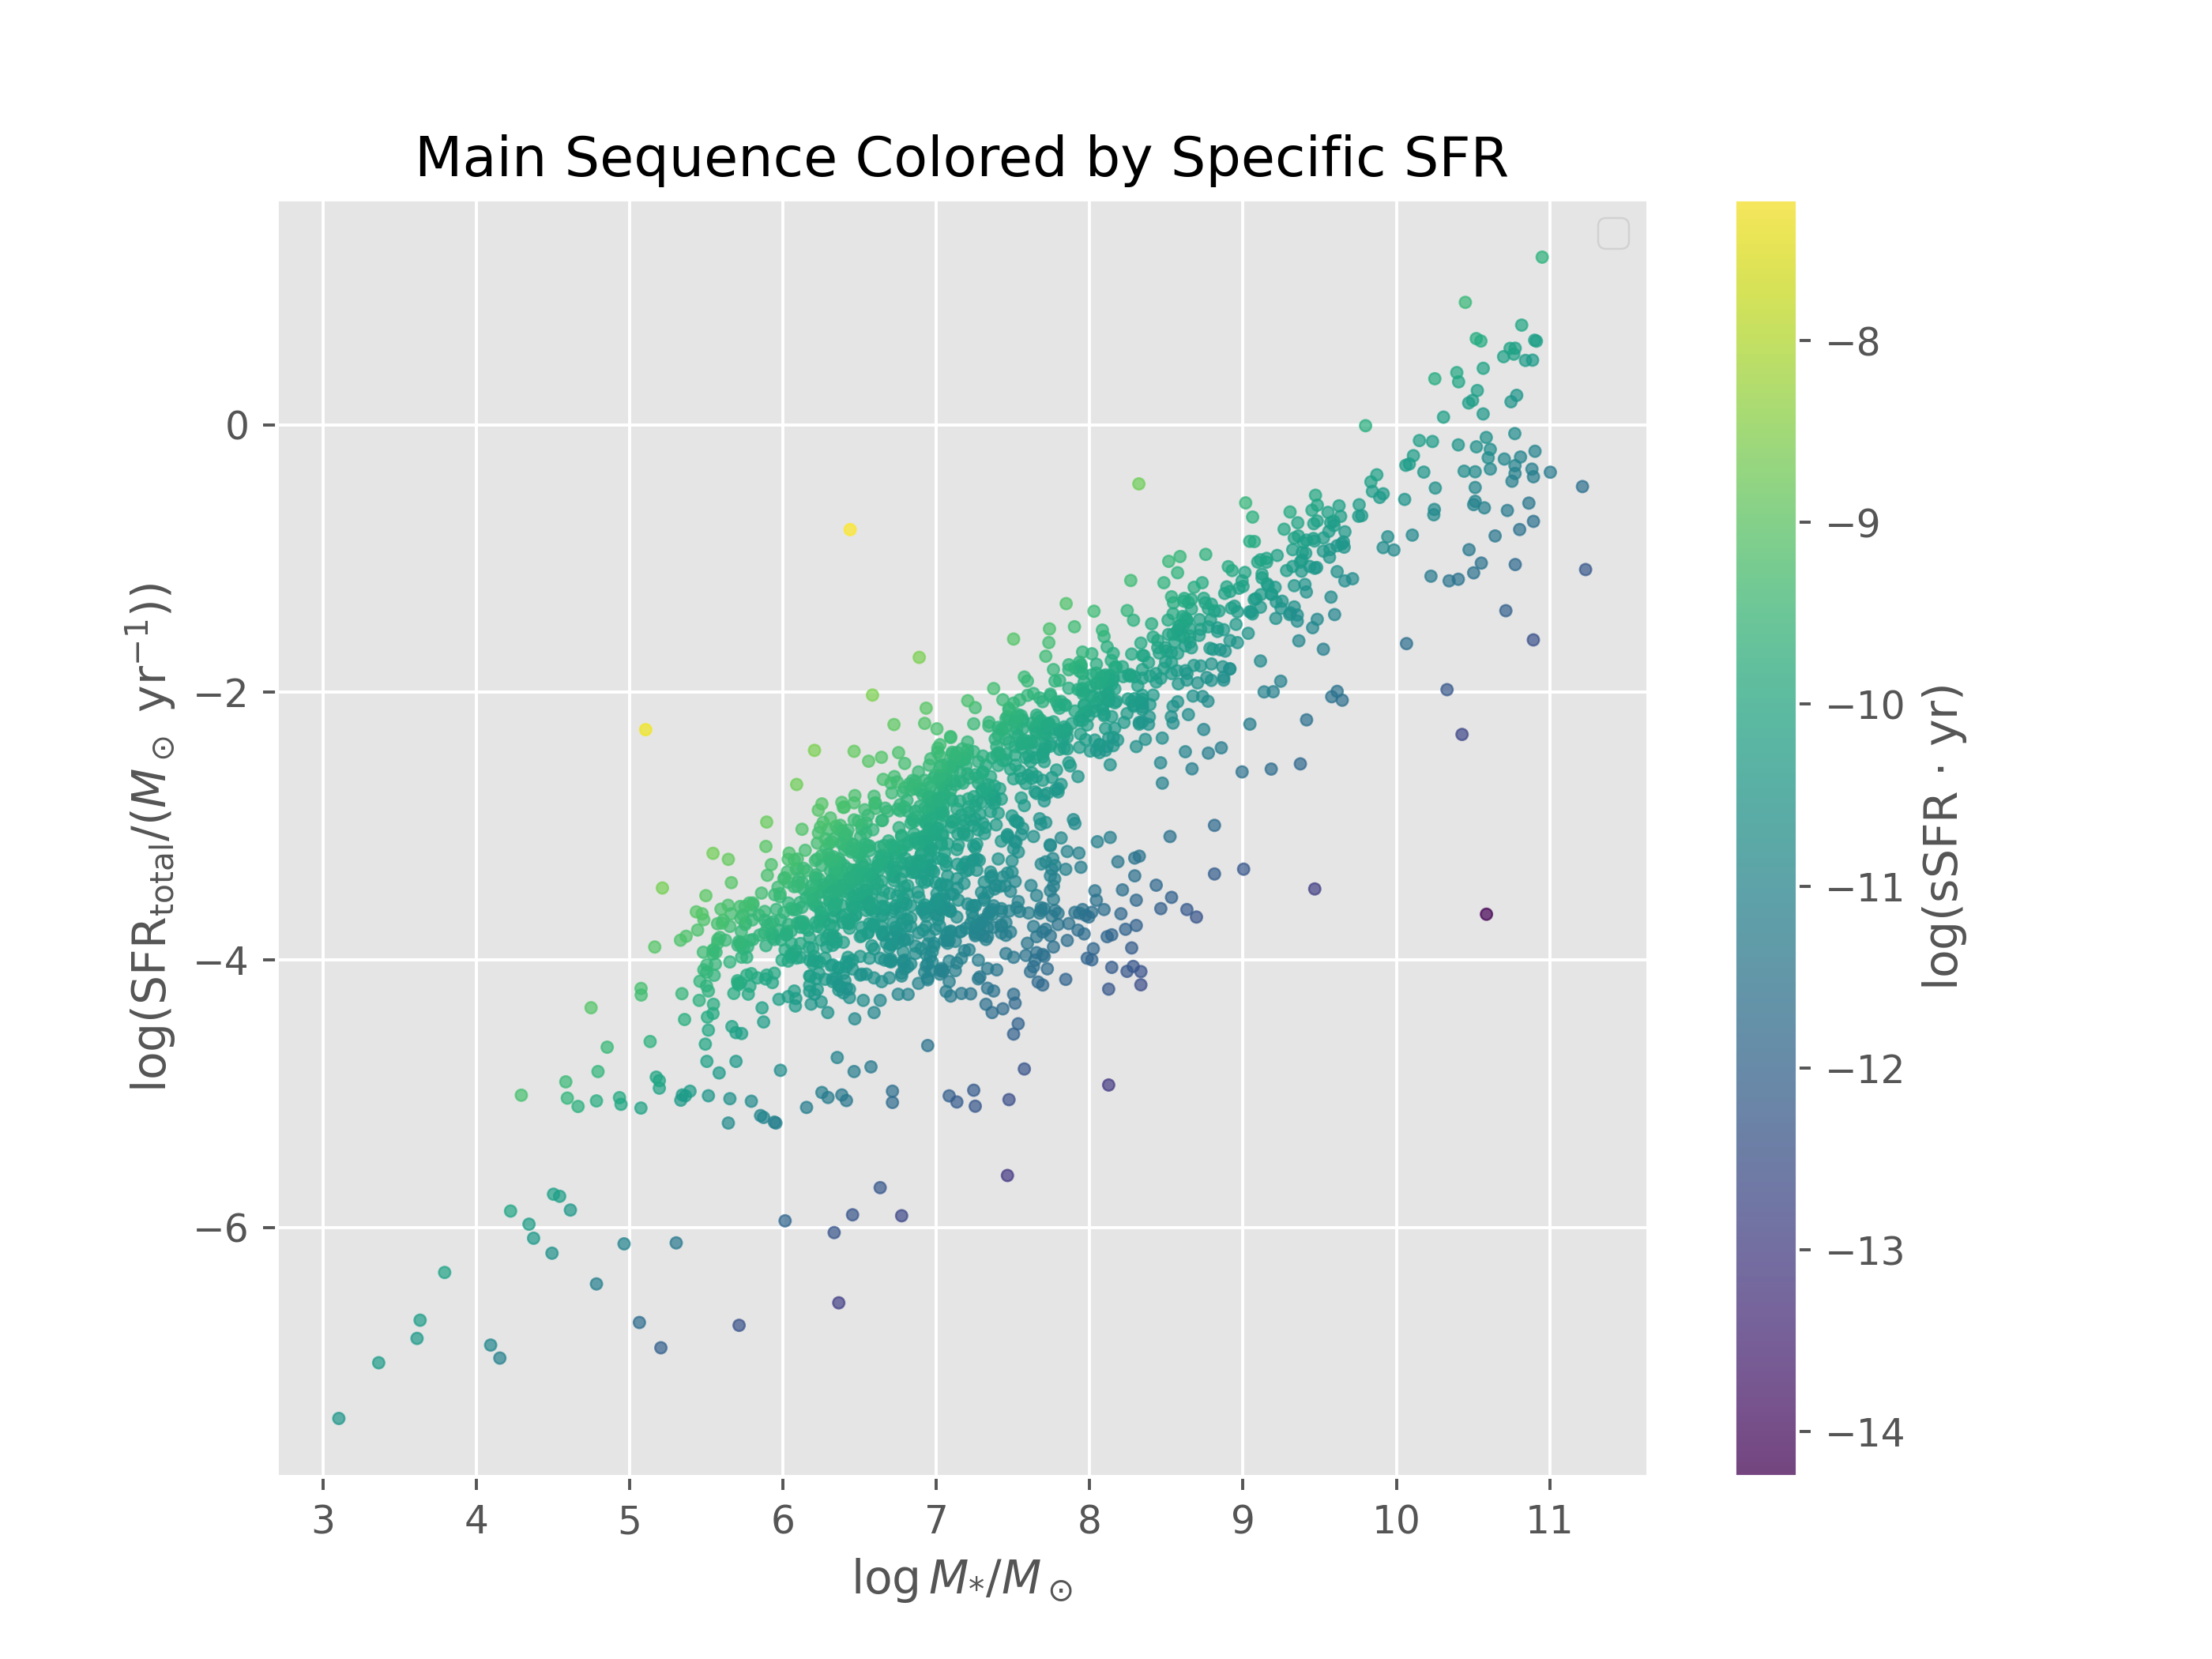 Main Sequence Colored by Specific SFR
log(SFR_total/(M_⊙ yr⁻¹))
0
−2
−4
−6
3 4 5 6 7 8 9 10 11
log M_*/M_⊙
−8
−9
−10
−11
−12
−13
−14
log(sSFR · yr)